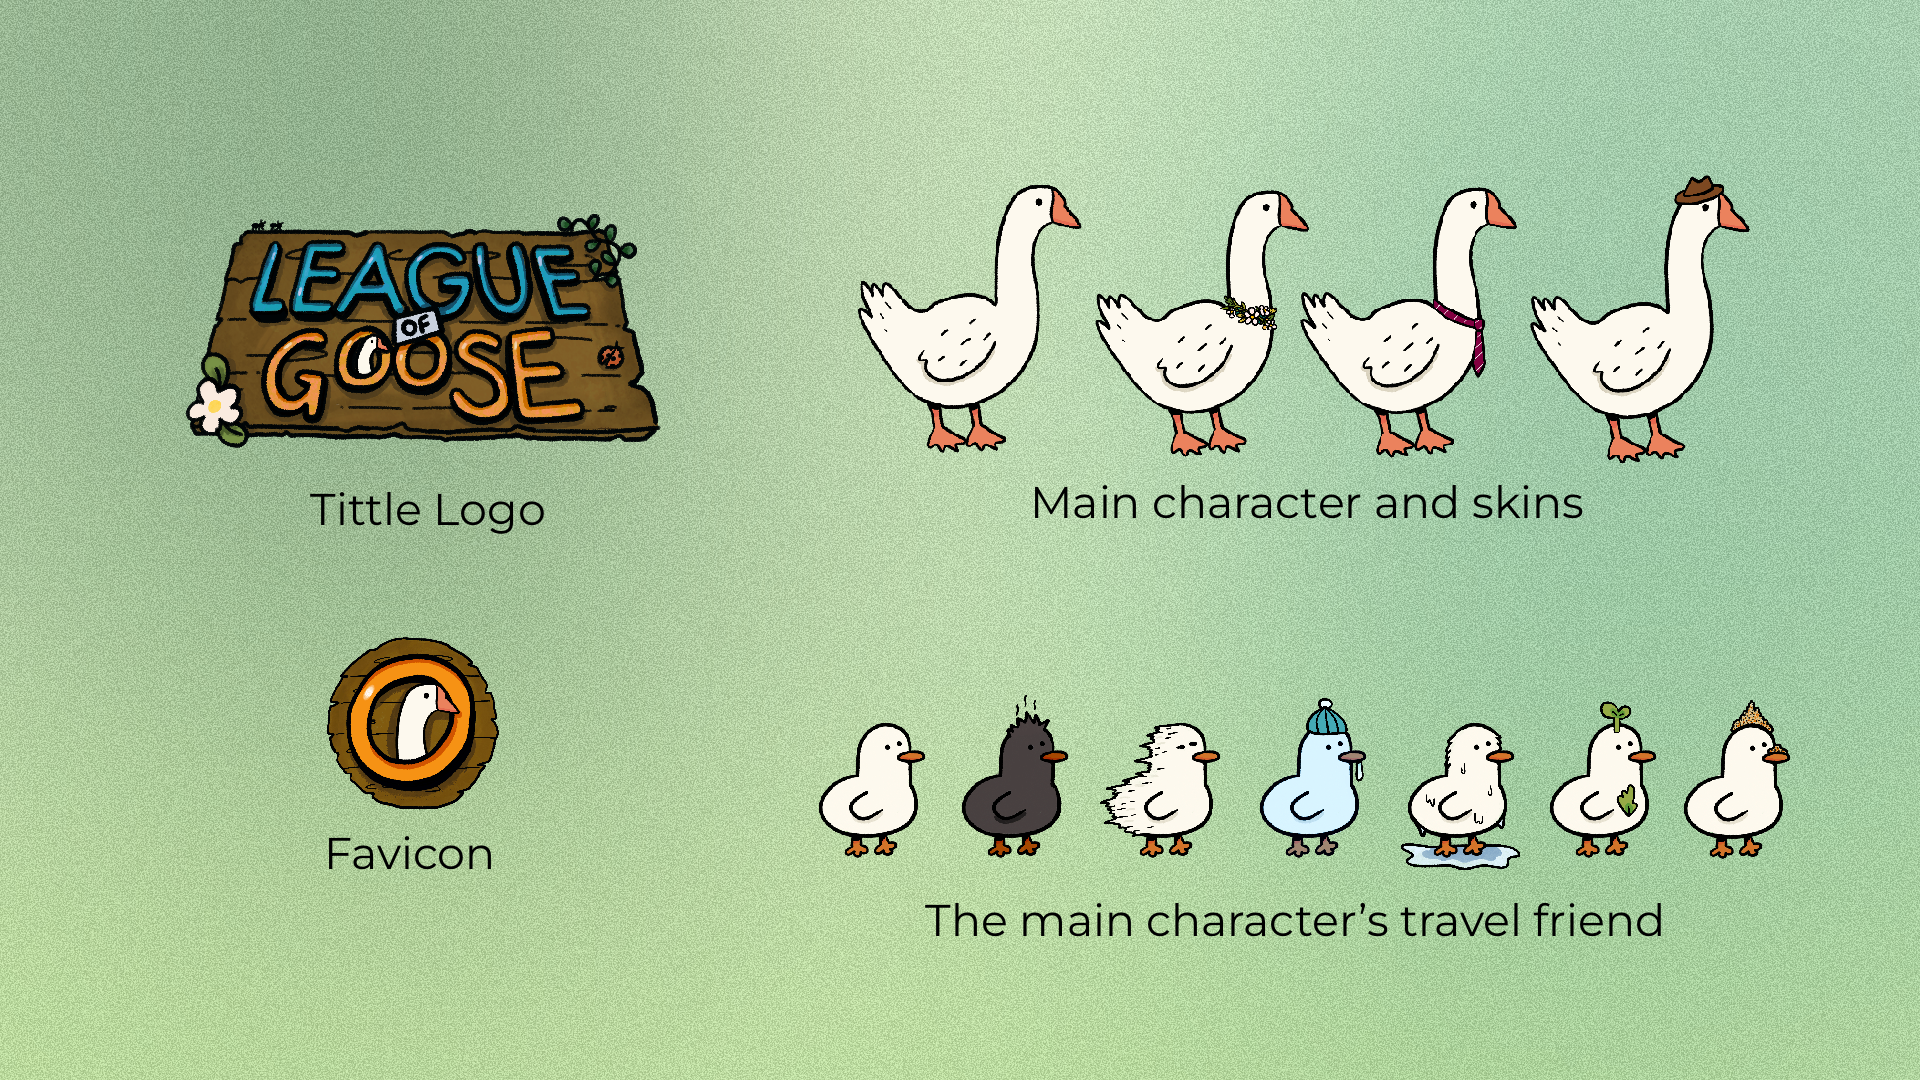 LEAGUE
OF
GOOSE
Tittle Logo
Main character and skins
Favicon
The main character’s travel friend